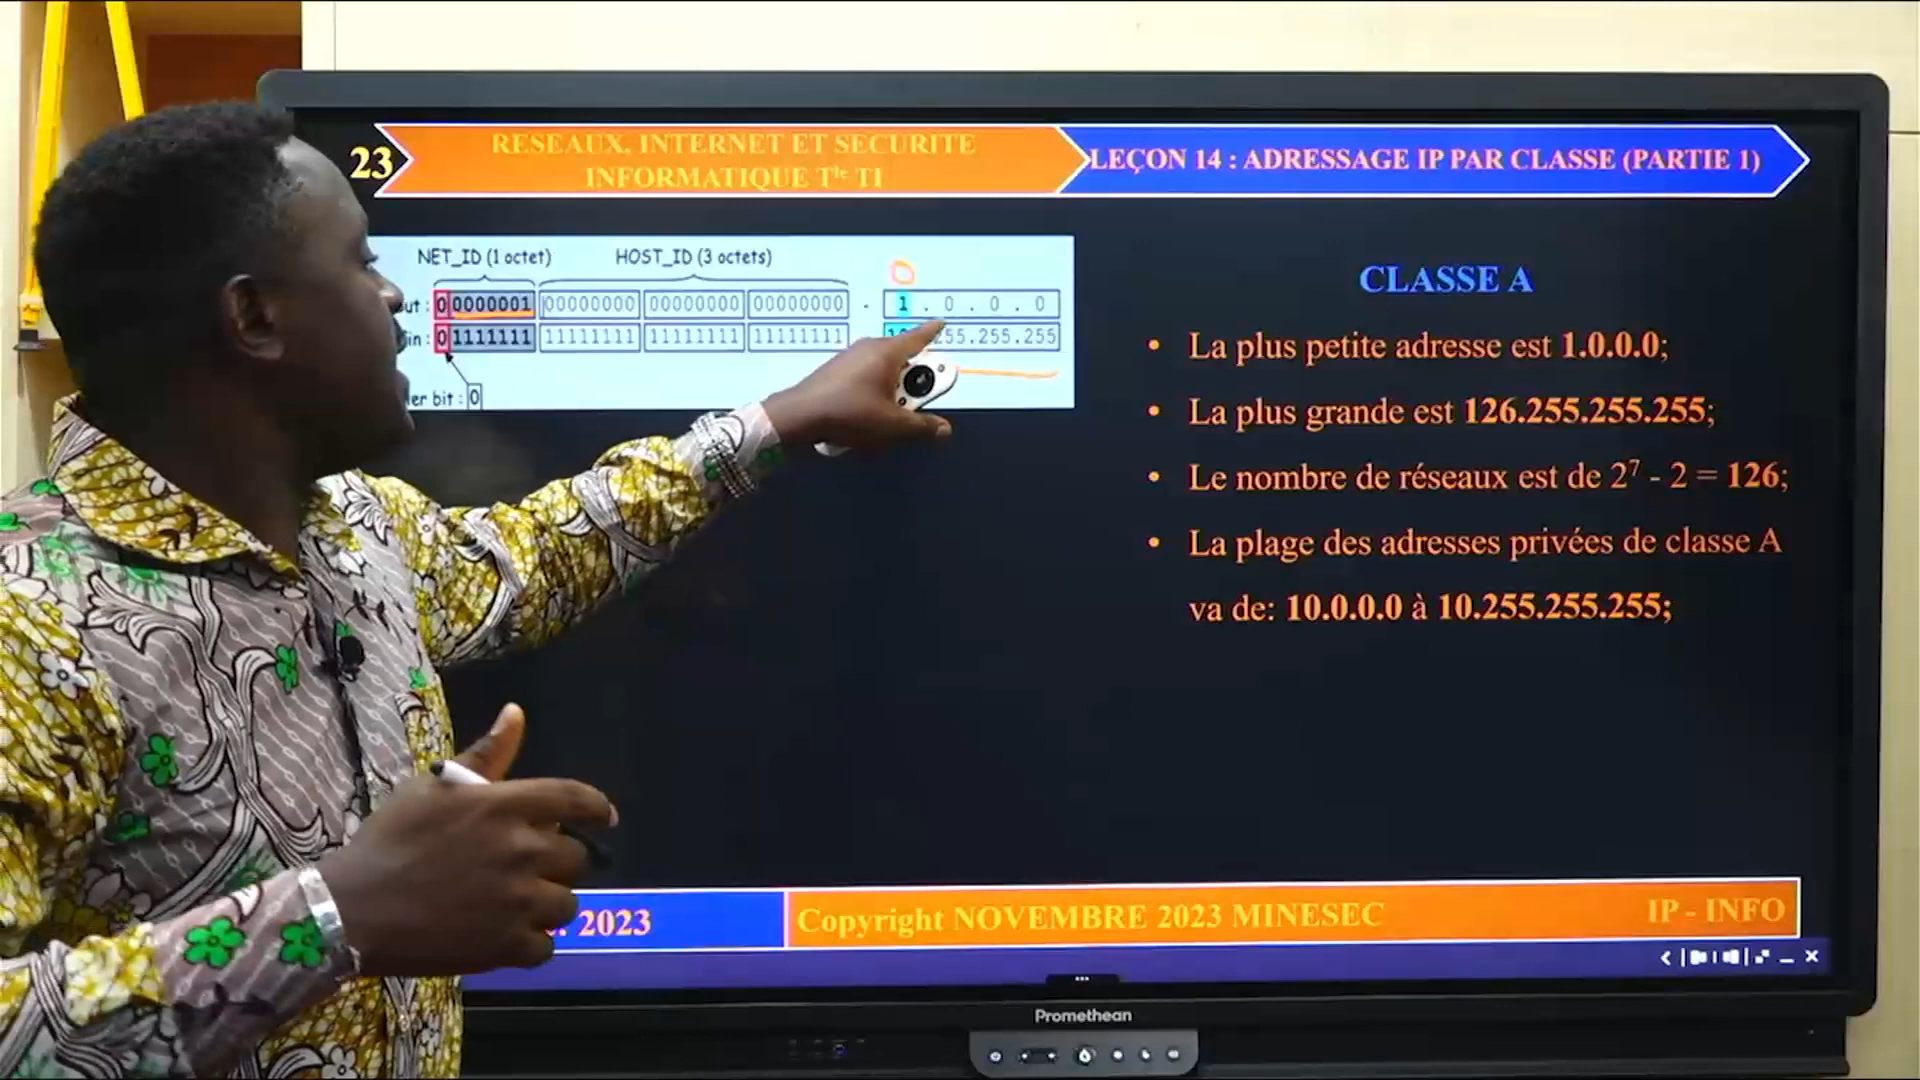 23
RESEAUX, INTERNET ET SECURITE
INFORMATIQUE Tle TI
LEÇON 14 : ADRESSAGE IP PAR CLASSE (PARTIE 1)
NET_ID (1 octet)
HOST_ID (3 octets)
0
ut : 0 0000001 00000000 00000000 00000000 - 1 . 0 . 0 . 0
in : 0 1111111 11111111 11111111 11111111 255.255.255
er bit : 0
CLASSE A
• La plus petite adresse est 1.0.0.0;
• La plus grande est 126.255.255.255;
• Le nombre de réseaux est de 2⁷ - 2 = 126;
• La plage des adresses privées de classe A
va de: 10.0.0.0 à 10.255.255.255;
. 2023
Copyright NOVEMBRE 2023 MINESEC
IP - INFO
Promethean